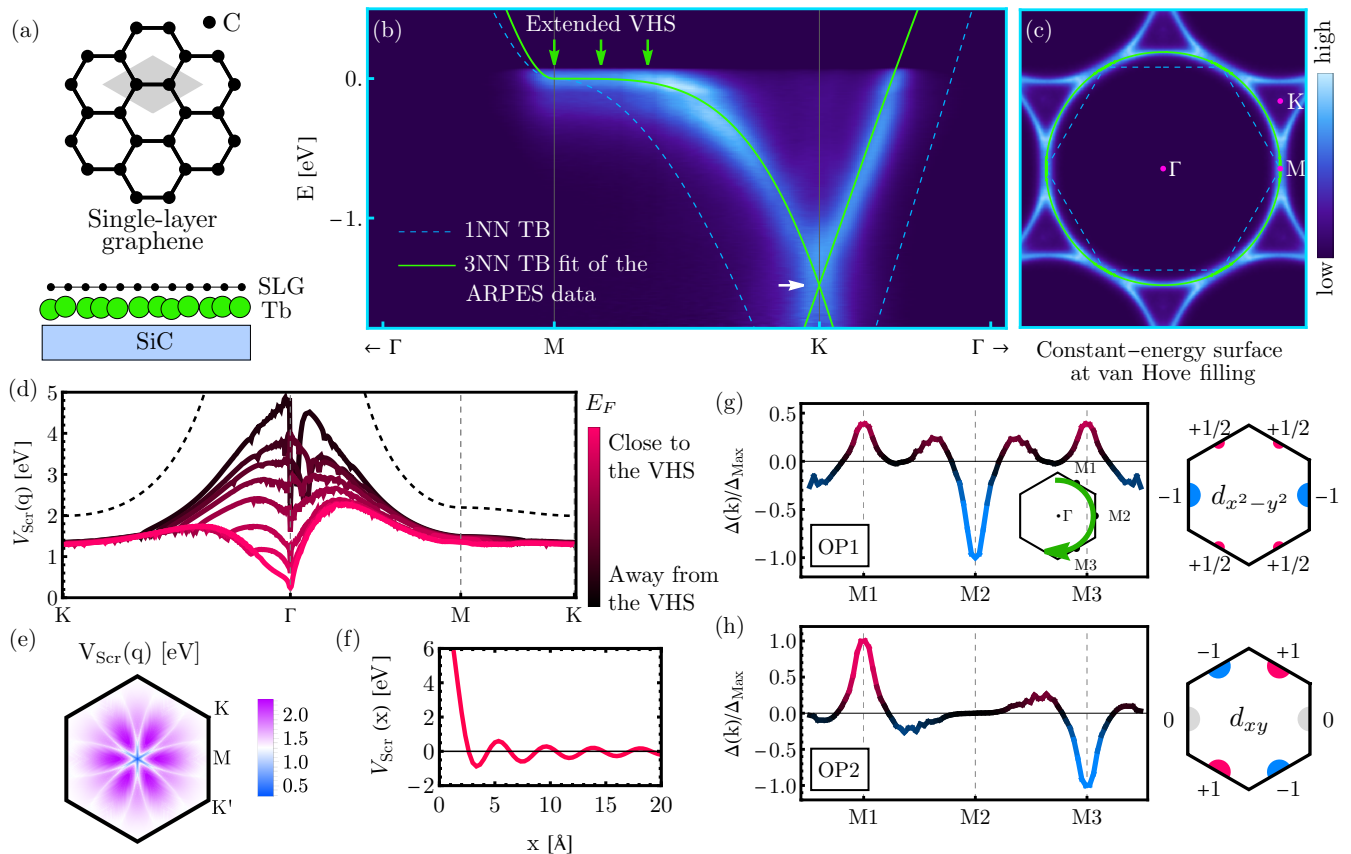 (a)
C
Single-layer
graphene
SLG
Tb
SiC
(b)
Extended VHS
E [eV]
0.
−1.
1NN TB
3NN TB fit of the
ARPES data
← Γ
M
K
Γ →
(c)
K
Γ
M
high
low
Constant−energy surface
at van Hove filling
(d)
V_Scr(q) [eV]
5
4
3
2
1
0
K
Γ
M
K
E_F
Close to
the VHS
Away from
the VHS
(e)
V_Scr(q) [eV]
K
M
K'
2.0
1.5
1.0
0.5
(f)
V_Scr (x) [eV]
6
4
2
0
−2
0
5
10
15
20
x [Å]
(g)
Δ(k)/Δ_Max
0.5
0.0
−0.5
−1.0
OP1
M1
Γ
M2
M3
M1
M2
M3
+1/2
+1/2
−1
d_{x²−y²}
−1
+1/2
+1/2
(h)
Δ(k)/Δ_Max
1.0
0.5
0.0
−0.5
−1.0
OP2
M1
M2
M3
−1
+1
0
d_{xy}
0
+1
−1